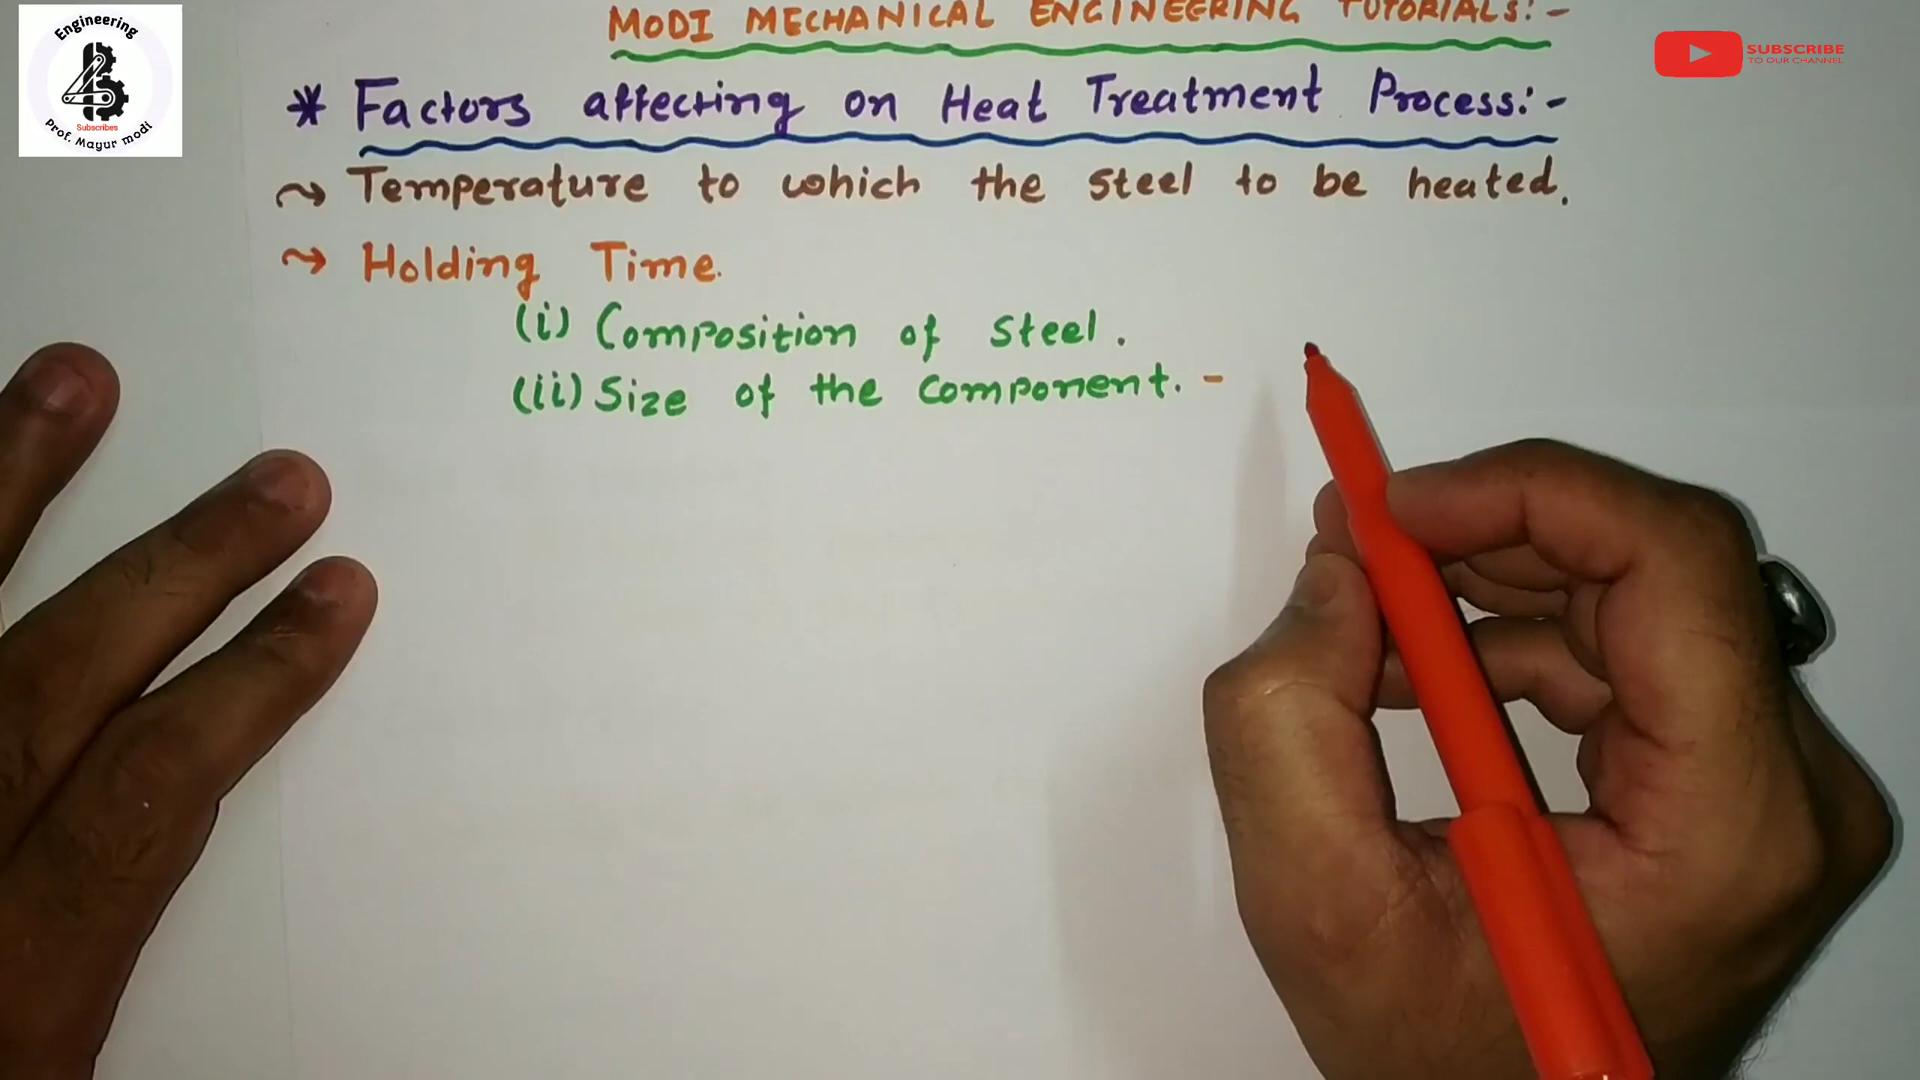 MODI MECHANICAL ENGINEERING TUTORIALS:-
Engineering
Subscribes
Prof. Mayur modi
SUBSCRIBE
TO OUR CHANNEL
* Factors affecting on Heat Treatment Process:-
→ Temperature to which the steel to be heated.
→ Holding Time.
(i) Composition of steel.
(ii) Size of the component. -